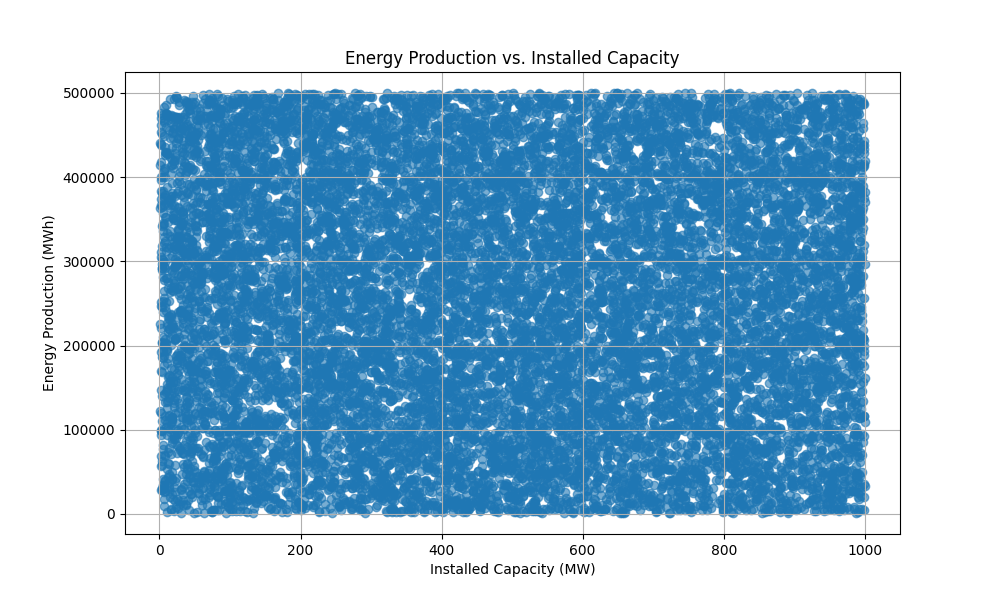 Energy Production vs. Installed Capacity
Energy Production (MWh)
500000
400000
300000
200000
100000
0
0 200 400 600 800 1000
Installed Capacity (MW)